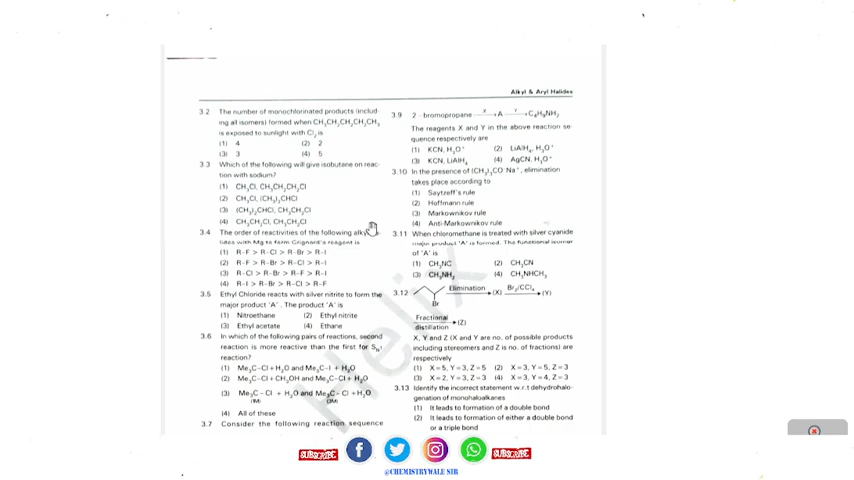 Alkyl & Aryl Halides
3.2 The number of monochlorinated products (includ-
ing all isomers) formed when CH₃CH₂CH₂CH₂CH₃
is exposed to sunlight with Cl₂ is
(1) 4 (2) 2
(3) 3 (4) 5
3.3 Which of the following will give isobutane on reac-
tion with sodium?
(1) CH₃Cl, CH₃CH₂CH₂Cl
(2) CH₃Cl, (CH₃)₂CHCl
(3) (CH₃)₂CHCl, CH₃CH₂Cl
(4) CH₃CH₂Cl, CH₃CH₂Cl
3.4 The order of reactivities of the following alkyl
lides with Mg to form Grignard's reagent is
(1) R-F > R-Cl > R-Br > R-I
(2) R-F > R-Br > R-Cl > R-I
(3) R-Cl > R-Br > R-F > R-I
(4) R-I > R-Br > R-Cl > R-F
3.5 Ethyl Chloride reacts with silver nitrite to form the
major product 'A'. The product 'A' is
(1) Nitroethane (2) Ethyl nitrite
(3) Ethyl acetate (4) Ethane
3.6 In which of the following pairs of reactions, second
reaction is more reactive than the first for SN¹
reaction?
(1) Me₃C-Cl + H₂O and Me₃C-I + H₂O
(2) Me₃C-Cl + CH₃OH and Me₃C-Cl + H₂O
(3) Me₃C - Cl + H₂O and Me₃C - Cl + H₂O
(1M) (2M)
(4) All of these
3.7 Consider the following reaction sequence
3.9 2 - bromopropane X → A Y → C₄H₉NH₂
The reagents X and Y in the above reaction se-
quence respectively are
(1) KCN, H₃O⁺ (2) LiAlH₄, H₃O⁺
(3) KCN, LiAlH₄ (4) AgCN, H₃O⁺
3.10 In the presence of (CH₃)₃CO⁻Na⁺, elimination
takes place according to
(1) Saytzeff's rule
(2) Hoffmann rule
(3) Markownikov rule
(4) Anti-Markownikov rule
3.11 When chloromethane is treated with silver cyanide
major product 'A' is formed. The functional isomer
of 'A' is
(1) CH₃NC (2) CH₃CN
(3) CH₃NH₂ (4) CH₃NHCH₃
3.12 Br Elimination → (X) Br₂/CCl₄ → (Y)
Fractional
distillation → (Z)
X, Y and Z (X and Y are no. of possible products
including stereomers and Z is no. of fractions) are
respectively
(1) X=5, Y=3, Z=5 (2) X=3, Y=5, Z=3
(3) X=2, Y=3, Z=3 (4) X=3, Y=4, Z=3
3.13 Identify the incorrect statement w.r.t dehydrohalo-
genation of monohaloalkanes
(1) It leads to formation of a double bond
(2) It leads to formation of either a double bond
or a triple bond
Helix
SUBSCRIBE SUBSCRIBE
@CHEMISTRYWALE SIR